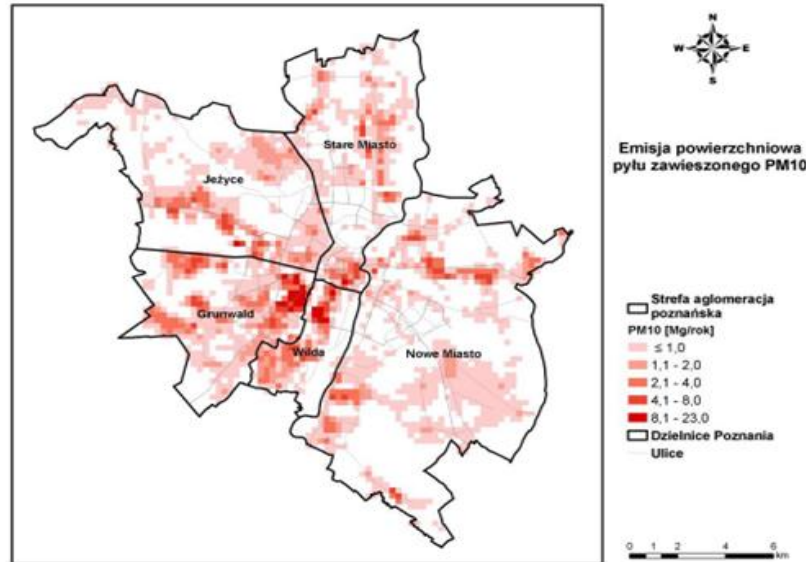 N
W E
S
Emisja powierzchniowa
pyłu zawieszonego PM10
Stare Miasto
Jeżyce
Grunwald
Wilda
Nowe Miasto
Strefa aglomeracja
poznańska
PM10 [Mg/rok]
≤ 1,0
1,1 - 2,0
2,1 - 4,0
4,1 - 8,0
8,1 - 23,0
Dzielnice Poznania
Ulice
0 1 2 4 6
km